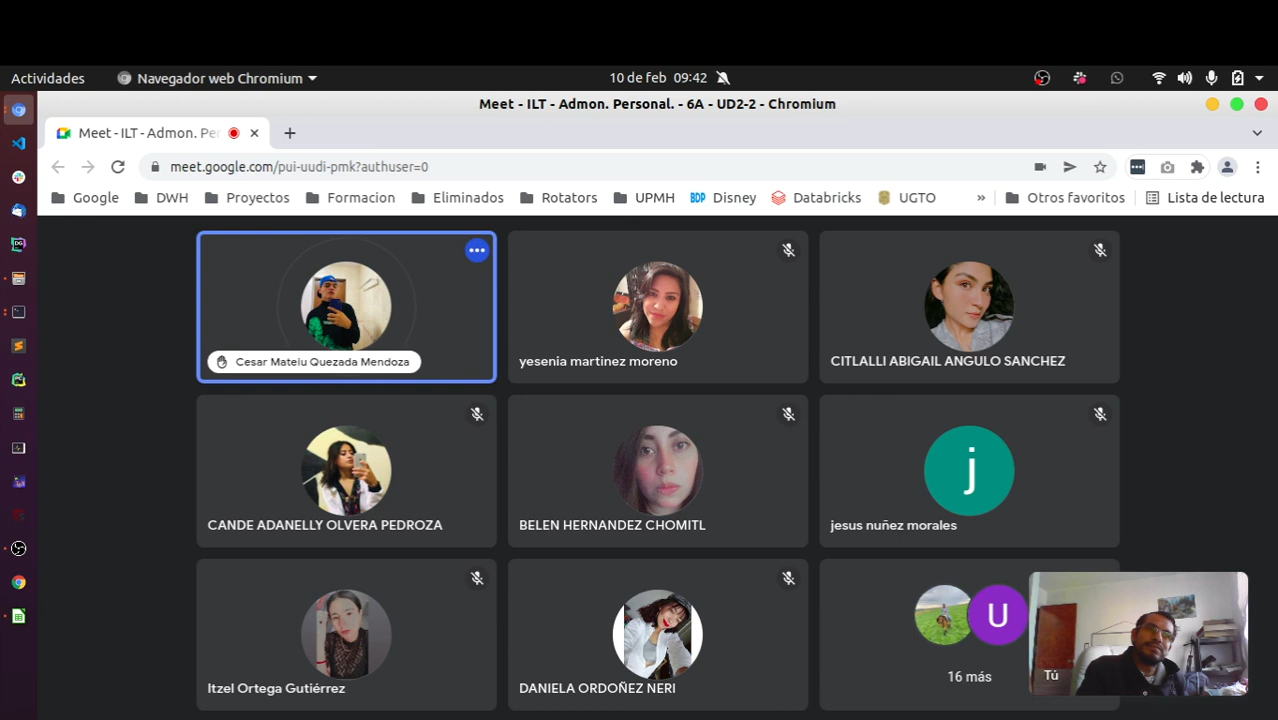 Actividades Navegador web Chromium 10 de feb 09:42
Meet - ILT - Admon. Personal. - 6A - UD2-2 - Chromium
Meet - ILT - Admon. Pe
meet.google.com/pui-uudi-pmk?authuser=0
Google DWH Proyectos Formacion Eliminados Rotators UPMH BDP Disney Databricks UGTO » Otros favoritos Lista de lectura
Cesar Matelu Quezada Mendoza
yesenia martinez moreno
CITLALLI ABIGAIL ANGULO SANCHEZ
CANDE ADANELLY OLVERA PEDROZA
BELEN HERNANDEZ CHOMITL
j
jesus nuñez morales
Itzel Ortega Gutiérrez
DANIELA ORDOÑEZ NERI
U
16 más
Tú